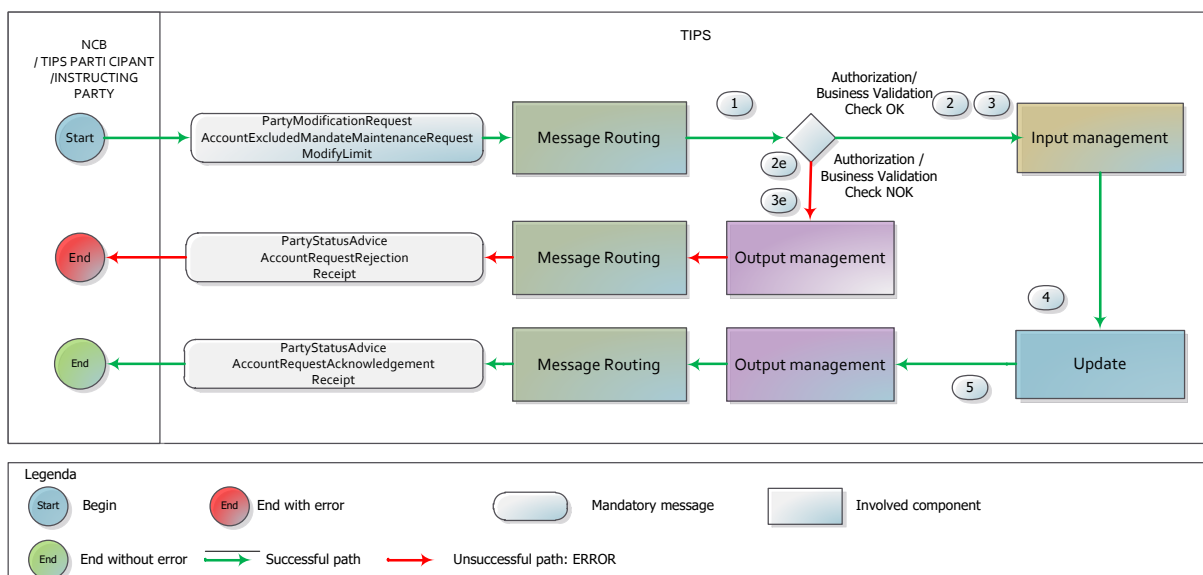 NCB
/ TIPS PARTI CIPANT
/INSTRUCTING
PARTY
TIPS
Start
PartyModificationRequest
AccountExcludedMandateMaintenanceRequest
ModifyLimit
Message Routing
1
Authorization/
Business Validation
Check OK
2
3
Input management
2e
3e
Authorization /
Business Validation
Check NOK
End
PartyStatusAdvice
AccountRequestRejection
Receipt
Message Routing
Output management
4
End
PartyStatusAdvice
AccountRequestAcknowledgement
Receipt
Message Routing
Output management
5
Update
Legenda
Start
Begin
End
End with error
Mandatory message
Involved component
End
End without error
Successful path
Unsuccessful path: ERROR